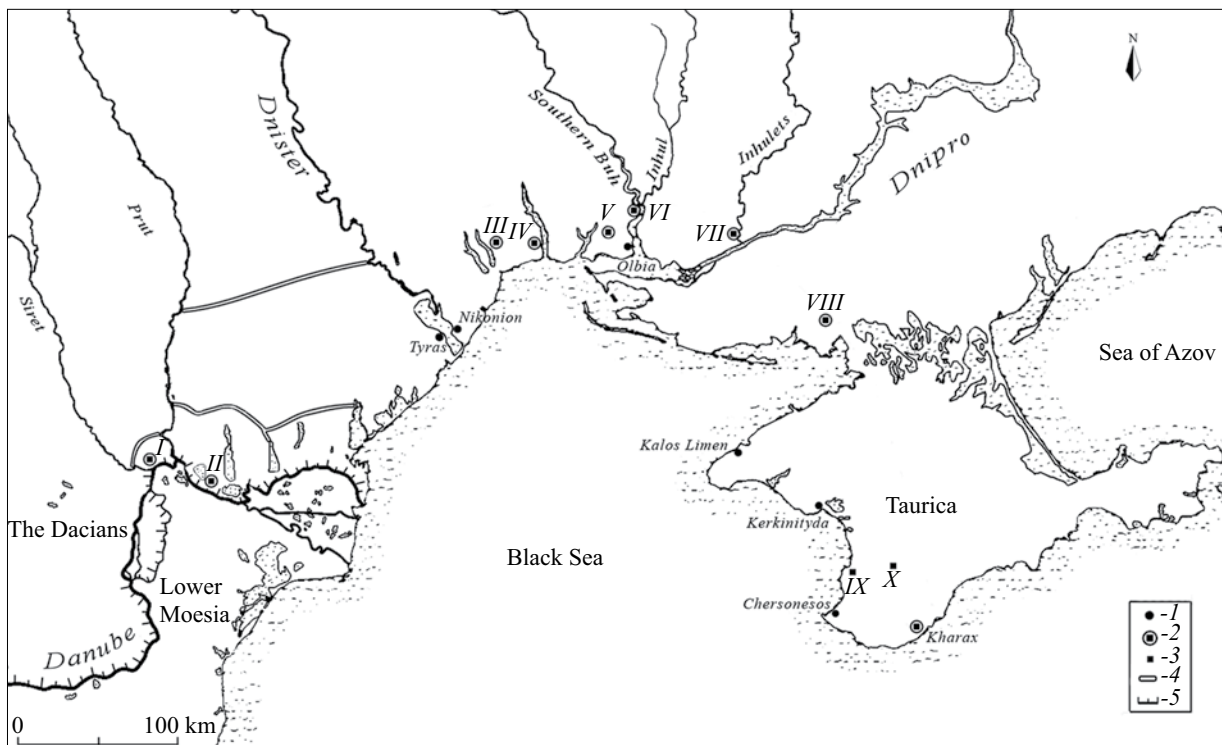 N
Dnister
Southern Buh
Inhul
Inhulets
Dnipro
Prut
Siret
III
IV
V
VI
VII
Olbia
VIII
Nikonion
Tyras
Sea of Azov
Kalos Limen
I
II
The Dacians
Taurica
Kerkinityda
Black Sea
IX
X
Lower
Moesia
Chersonesos
Kharax
Danube
-1
-2
-3
-4
-5
0 100 km